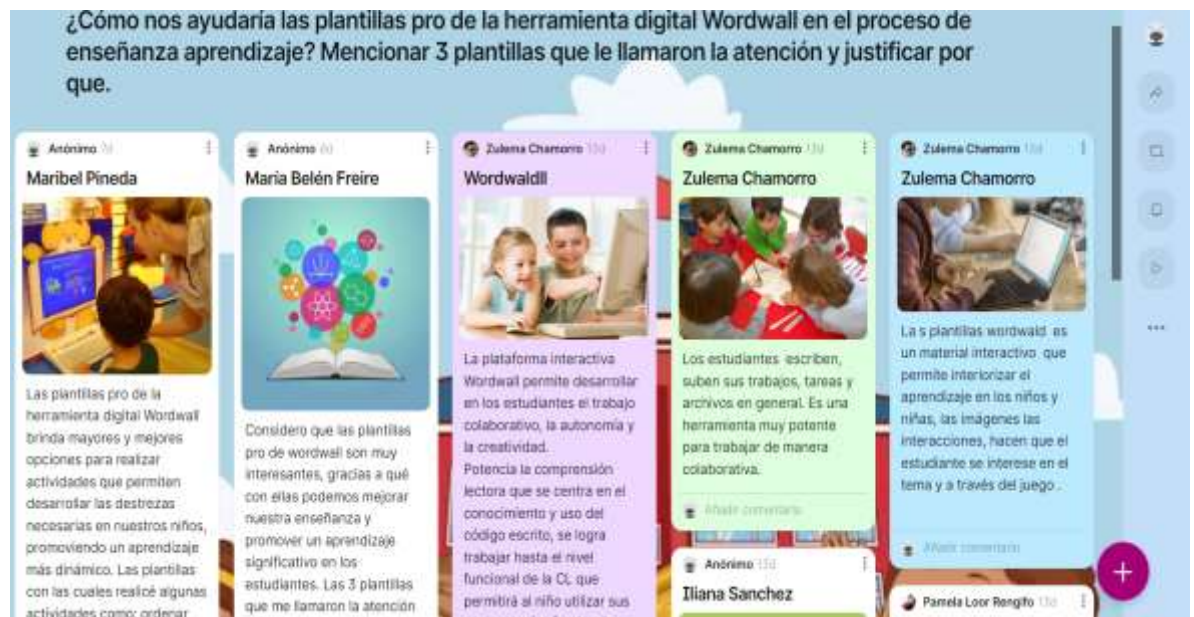 ¿Cómo nos ayudaría las plantillas pro de la herramienta digital Wordwall en el proceso de
enseñanza aprendizaje? Mencionar 3 plantillas que le llamaron la atención y justificar por
que.
Anónimo 7d
Maribel Pineda
Las plantillas pro de la
herramienta digital Wordwall
brinda mayores y mejores
opciones para realizar
actividades que permiten
desarrollar las destrezas
necesarias en nuestros niños,
promoviendo un aprendizaje
más dinámico. Las plantillas
con las cuales realicé algunas
actividades como: ordenar
Anónimo
Maria Belén Freire
Considero que las plantillas
pro de wordwall son muy
interesantes, gracias a qué
con ellas podemos mejorar
nuestra enseñanza y
promover un aprendizaje
significativo en los
estudiantes. Las 3 plantillas
que me llamaron la atención
Zulema Chamorro 13d
Wordwaldll
La plataforma interactiva
Wordwall permite desarrollar
en los estudiantes el trabajo
colaborativo, la autonomía y
la creatividad.
Potencia la comprensión
lectora que se centra en el
conocimiento y uso del
código escrito, se logra
trabajar hasta el nivel
funcional de la CL que
permitirá al niño utilizar sus
Zulema Chamorro 13d
Zulema Chamorro
Los estudiantes escriben,
suben sus trabajos, tareas y
archivos en general. Es una
herramienta muy potente
para trabajar de manera
colaborativa.
Añadir comentario
Anónimo 13d
Iliana Sanchez
Zulema Chamorro 13d
Zulema Chamorro
La s plantillas wordwald es
un material interactivo que
permite interiorizar el
aprendizaje en los niños y
niñas, las imágenes las
interacciones, hacen que el
estudiante se interese en el
tema y a través del juego .
Añadir comentario
Pamela Loor Rengifo 13d